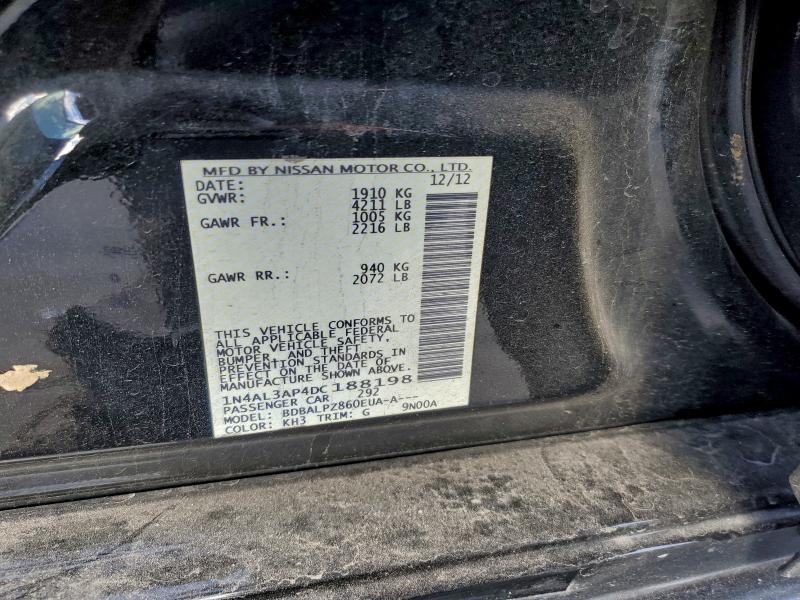 MFD BY NISSAN MOTOR CO., LTD.
DATE: 12/12
GVWR: 1910 KG
4211 LB
GAWR FR.: 1005 KG
2216 LB
GAWR RR.: 940 KG
2072 LB
THIS VEHICLE CONFORMS TO
ALL APPLICABLE FEDERAL
MOTOR VEHICLE SAFETY,
BUMPER, AND THEFT
PREVENTION STANDARDS IN
EFFECT ON THE DATE OF
MANUFACTURE SHOWN ABOVE.
1N4AL3AP4DC188198
PASSENGER CAR 292
MODEL: BDBALPZ860EUA-A---
COLOR: KH3 TRIM: G 9N00A